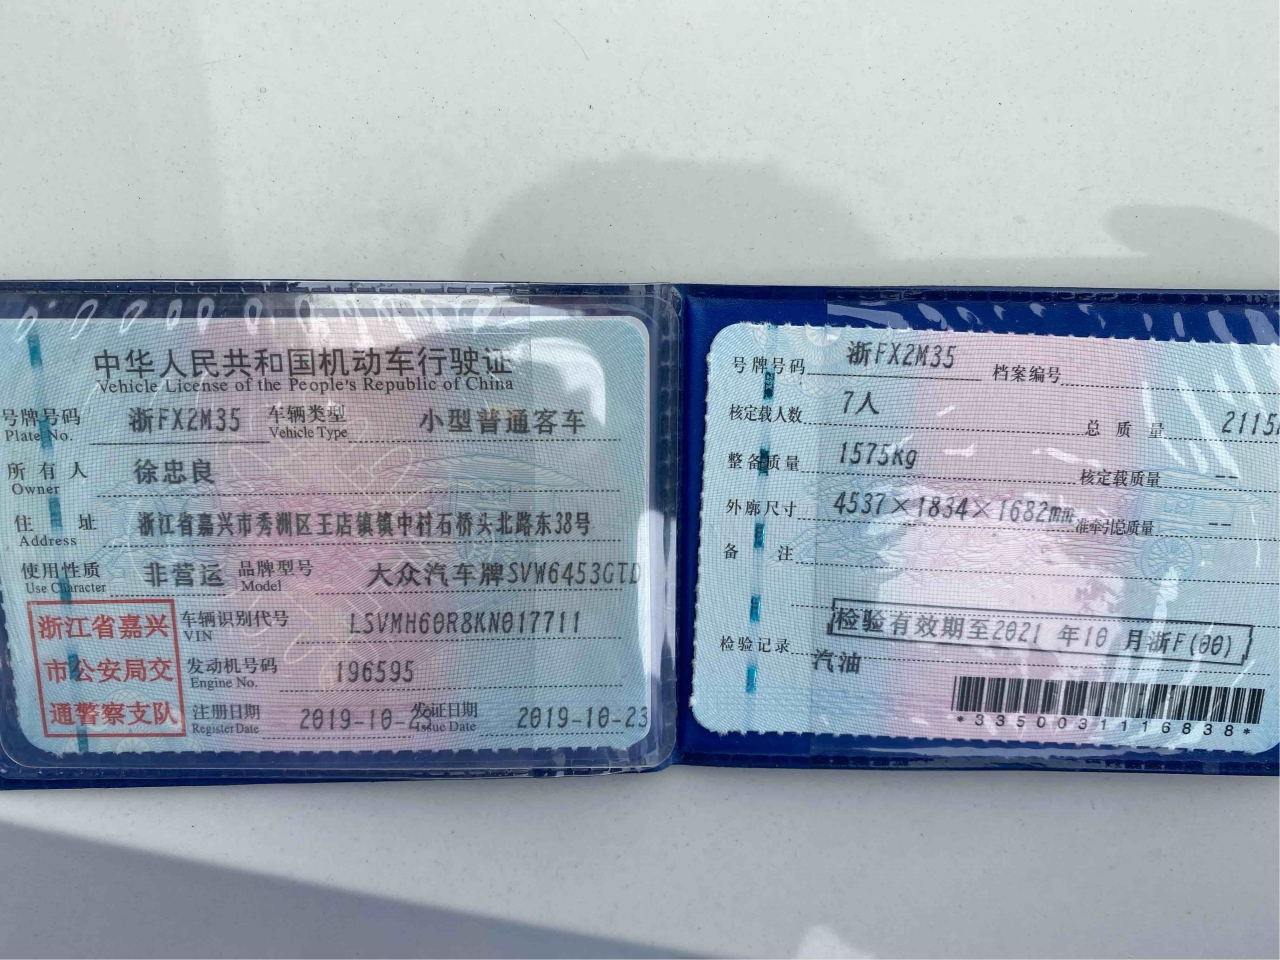 中华人民共和国机动车行驶证
Vehicle License of the People's Republic of China
号牌号码 浙FX2M35 车辆类型 小型普通客车
Plate No. Vehicle Type
所有人 徐忠良
Owner
住址 浙江省嘉兴市秀洲区王店镇镇中村石桥头北路东38号
Address
使用性质 非营运 品牌型号 大众汽车牌SVW6453GTD
Use Character Model
浙江省嘉兴
市公安局交
通警察支队
车辆识别代号 LSVMH60R8KN017711
VIN
发动机号码 196595
Engine No.
注册日期 2019-10-23 发证日期 2019-10-23
Register Date Issue Date
号牌号码 浙FX2M35 档案编号
核定载人数 7人 总质量 2115
整备质量 1575Kg 核定载质量 --
外廓尺寸 4537×1834×1682mm 准牵引总质量 --
备注
检验有效期至2021 年10 月浙F(00)
检验记录
汽油
*3350031116838*